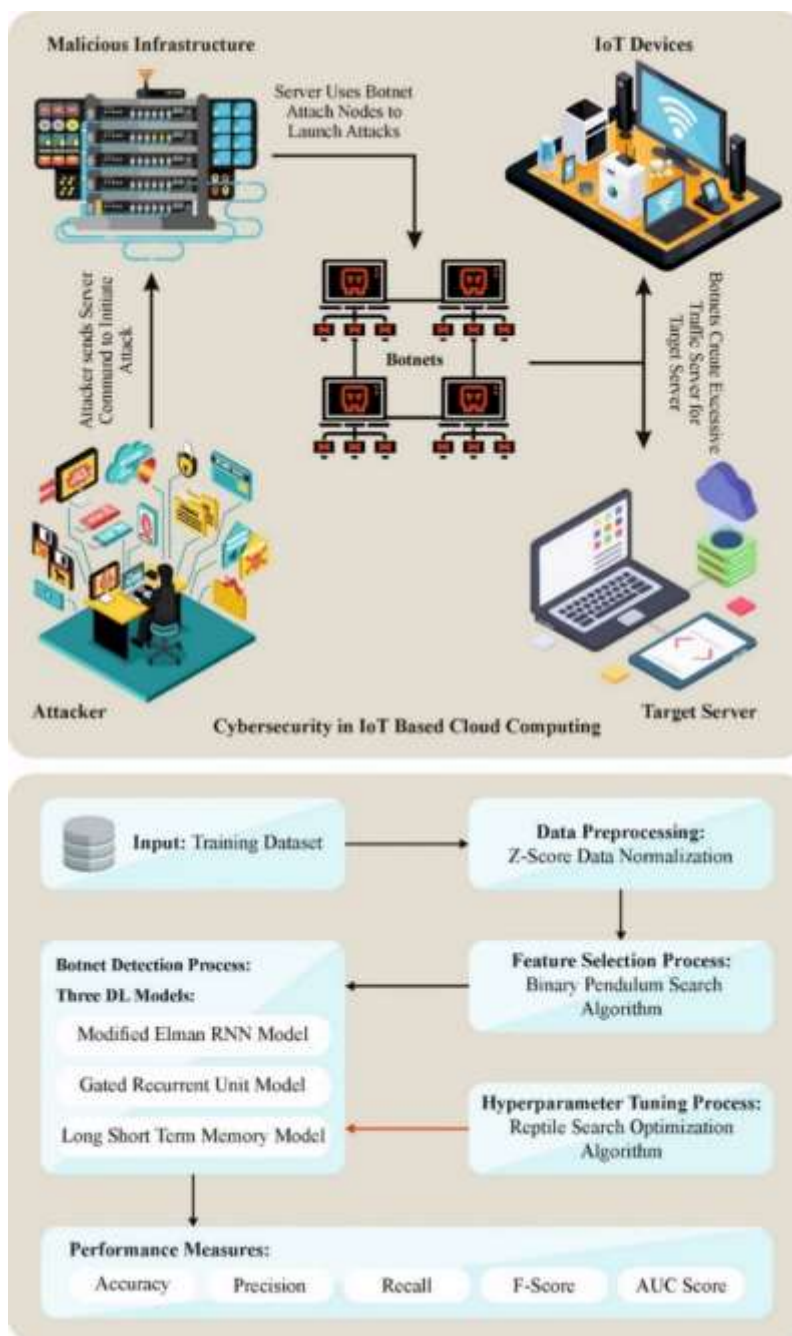 Malicious Infrastructure
IoT Devices
Server Uses Botnet
Attach Nodes to
Launch Attacks
Attacker sends Server
Command to Initiate
Attack
Botnets
Botnets Create Excessive
Traffic Server for
Target Server
Attacker
Target Server
Cybersecurity in IoT Based Cloud Computing
Input: Training Dataset
Data Preprocessing:
Z-Score Data Normalization
Feature Selection Process:
Binary Pendulum Search
Algorithm
Botnet Detection Process:
Three DL Models:
Modified Elman RNN Model
Gated Recurrent Unit Model
Long Short Term Memory Model
Hyperparameter Tuning Process:
Reptile Search Optimization
Algorithm
Performance Measures:
Accuracy
Precision
Recall
F-Score
AUC Score